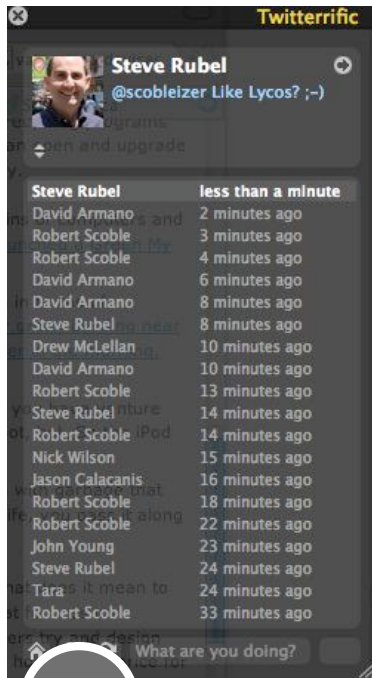 Twitterrific
Steve Rubel
@scobleizer Like Lycos? ;-)
Steve Rubel less than a minute
David Armano 2 minutes ago
Robert Scoble 3 minutes ago
Robert Scoble 4 minutes ago
David Armano 6 minutes ago
David Armano 8 minutes ago
Steve Rubel 8 minutes ago
Drew McLellan 10 minutes ago
David Armano 10 minutes ago
Robert Scoble 13 minutes ago
Steve Rubel 14 minutes ago
Robert Scoble 14 minutes ago
Nick Wilson 15 minutes ago
Jason Calacanis 16 minutes ago
Robert Scoble 18 minutes ago
Robert Scoble 22 minutes ago
John Young 23 minutes ago
Steve Rubel 24 minutes ago
Tara 24 minutes ago
Robert Scoble 33 minutes ago
What are you doing?